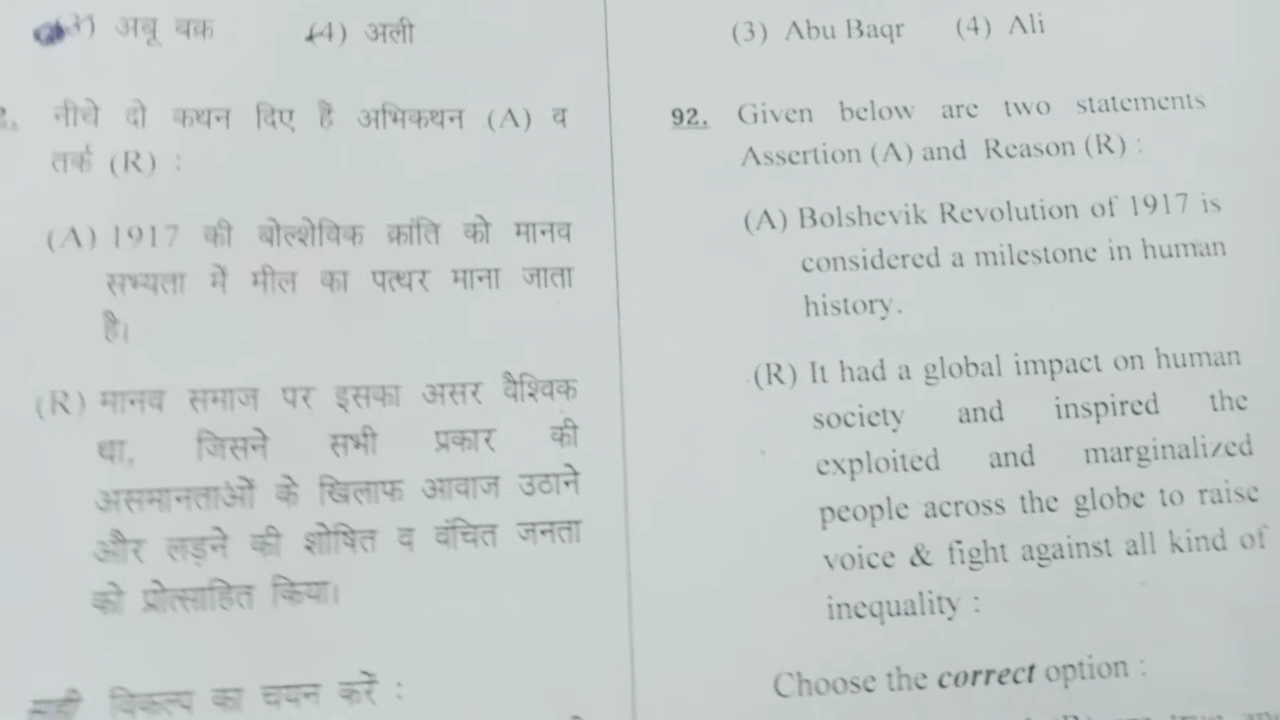 3) अबू बक्र (4) अली
नीचे दो कथन दिए है अभिकथन (A) व
तर्क (R) :
(A) 1917 की बोल्शेविक क्रांति को मानव
सभ्यता में मील का पत्थर माना जाता
है।
(R) मानव समाज पर इसका असर वैश्विक
था, जिसने सभी प्रकार की
असमानताओं के खिलाफ आवाज उठाने
और लड़ने की शोषित व वंचित जनता
को प्रोत्साहित किया।
विकल्प का चयन करें :
(3) Abu Baqr (4) Ali
92. Given below are two statements
Assertion (A) and Reason (R) :
(A) Bolshevik Revolution of 1917 is
considered a milestone in human
history.
(R) It had a global impact on human
society and inspired the
exploited and marginalized
people across the globe to raise
voice & fight against all kind of
inequality :
Choose the correct option :